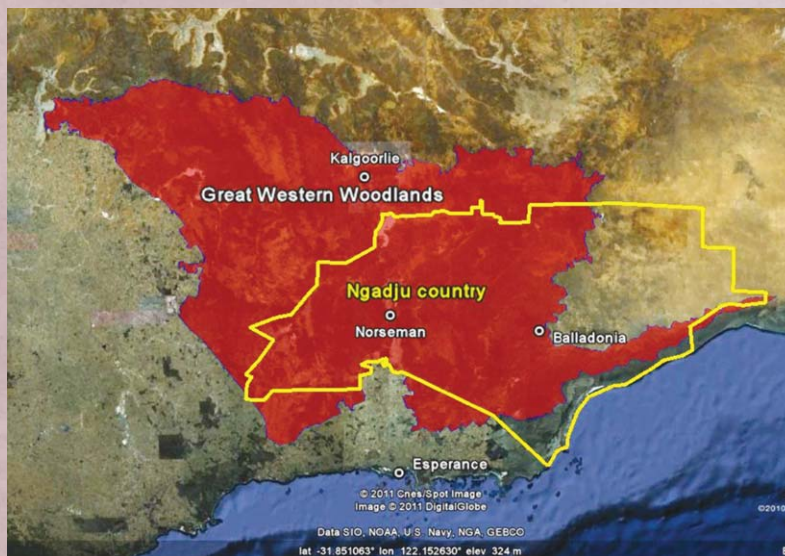 Kalgoorlie
Great Western Woodlands
Ngadju country
Norseman
Balladonia
Esperance
© 2011 Cnes/Spot Image
Image © 2011 DigitalGlobe
©2010
Data SIO, NOAA, U.S. Navy, NGA, GEBCO
lat -31.851063° lon 122.152630° elev 324 m